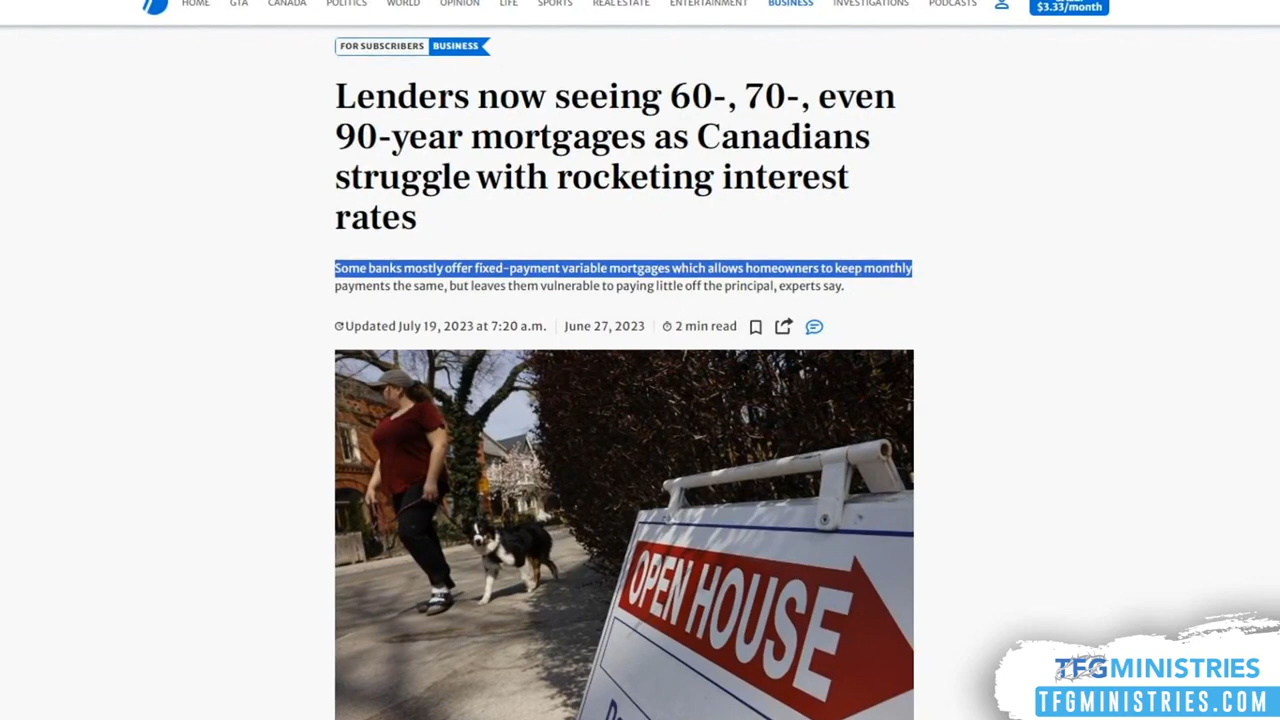 HOME GTA CANADA POLITICS WORLD OPINION LIFE SPORTS REAL ESTATE ENTERTAINMENT BUSINESS INVESTIGATIONS PODCASTS
$3.33/month
FOR SUBSCRIBERS BUSINESS
Lenders now seeing 60-, 70-, even
90-year mortgages as Canadians
struggle with rocketing interest
rates
Some banks mostly offer fixed-payment variable mortgages which allows homeowners to keep monthly
payments the same, but leaves them vulnerable to paying little off the principal, experts say.
Updated July 19, 2023 at 7:20 a.m. June 27, 2023 2 min read
OPEN HOUSE
TFGMINISTRIES
TFGMINISTRIES.COM